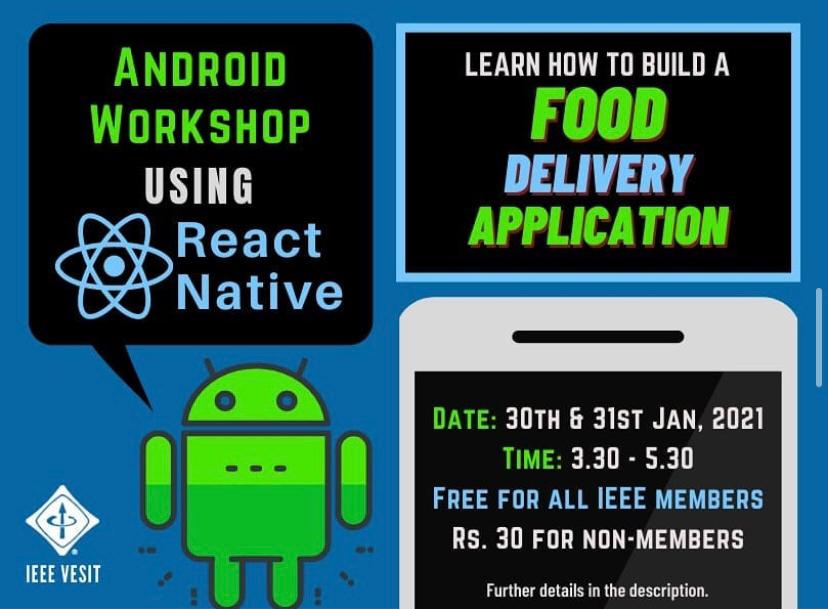 Android
Workshop
using
React
Native
Learn how to build a
FOOD
DELIVERY
APPLICATION
Date: 30th & 31st Jan, 2021
Time: 3.30 - 5.30
Free for all IEEE members
Rs. 30 for non-members
Further details in the description.
IEEE VESIT